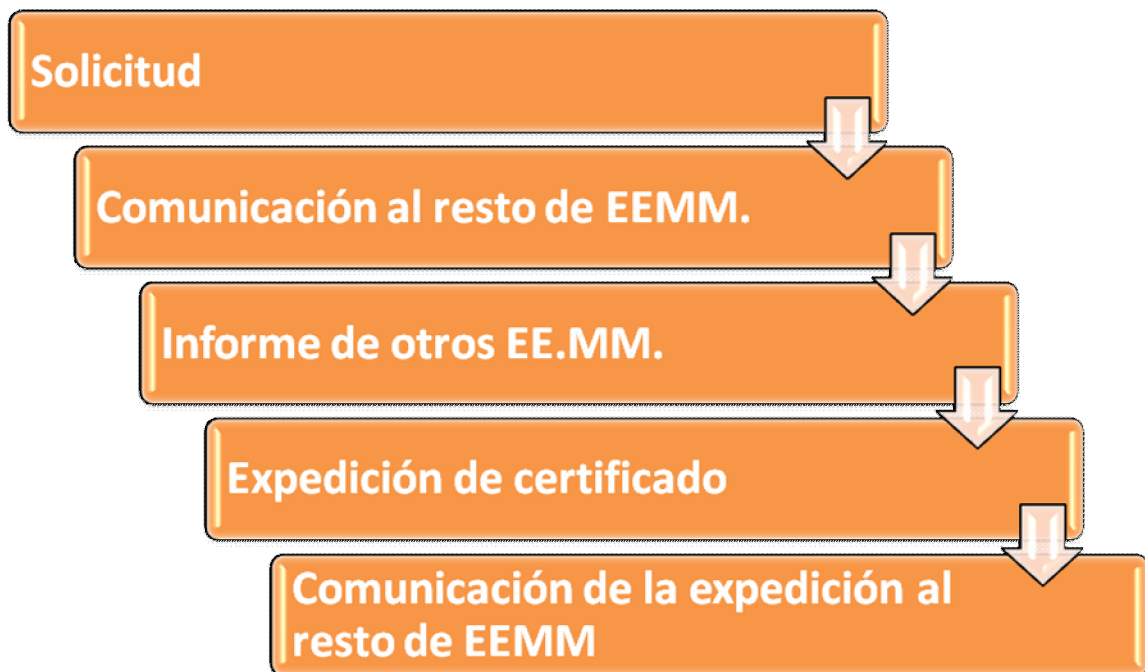 Solicitud
Comunicación al resto de EEMM.
Informe de otros EE.MM.
Expedición de certificado
Comunicación de la expedición al
resto de EEMM